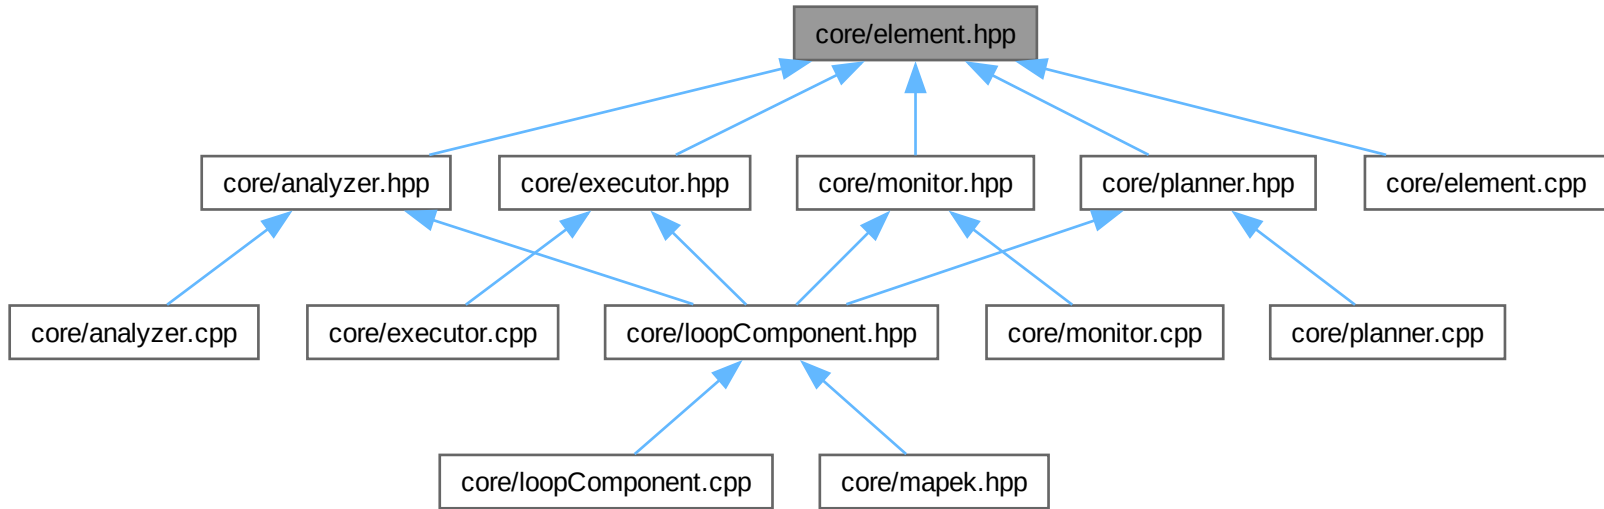 core/element.hpp
core/analyzer.hpp
core/executor.hpp
core/monitor.hpp
core/planner.hpp
core/element.cpp
core/analyzer.cpp
core/executor.cpp
core/loopComponent.hpp
core/monitor.cpp
core/planner.cpp
core/loopComponent.cpp
core/mapek.hpp